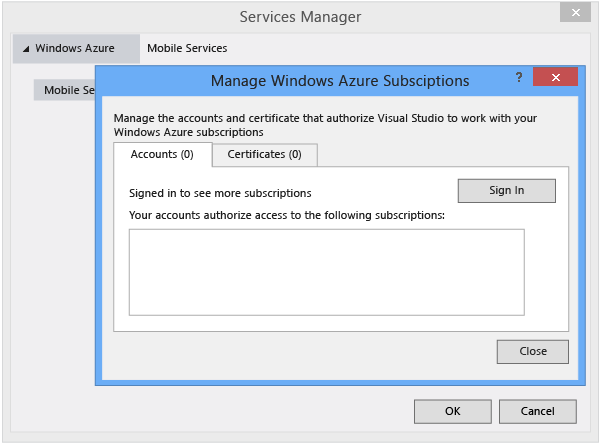 Services Manager
Windows Azure
Mobile Services
Mobile Se
Manage Windows Azure Subsciptions
?
Manage the accounts and certificate that authorize Visual Studio to work with your
Windows Azure subscriptions
Accounts (0)
Certificates (0)
Signed in to see more subscriptions
Sign In
Your accounts authorize access to the following subscriptions:
Close
OK
Cancel